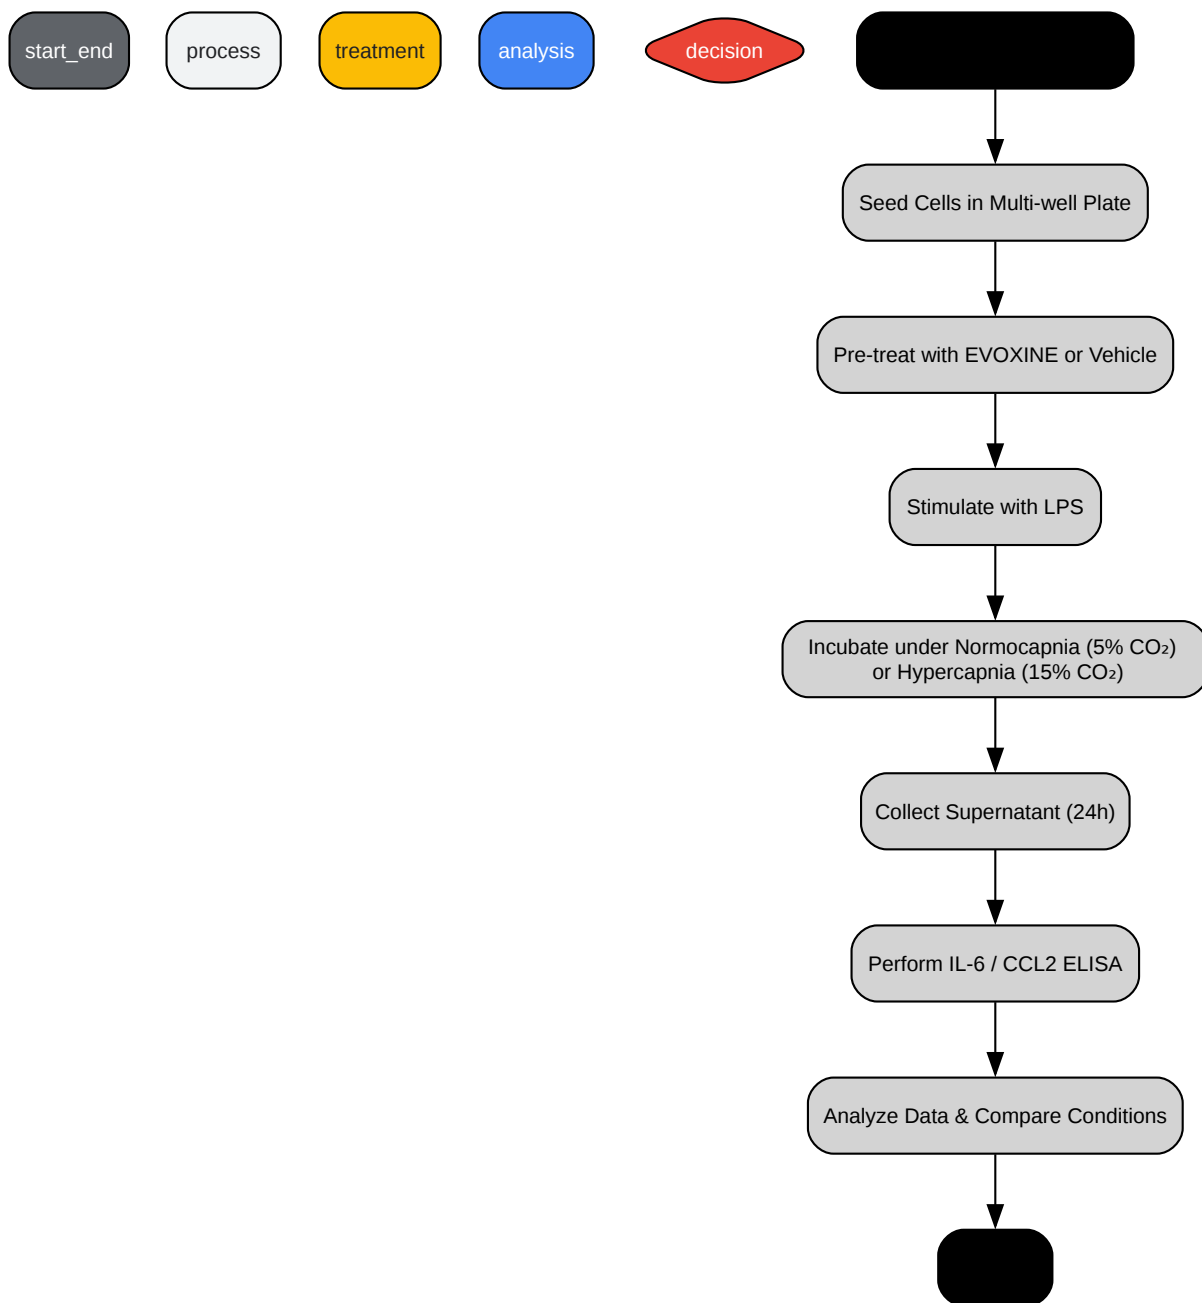 start_end
process
treatment
analysis
decision
Seed Cells in Multi-well Plate
Pre-treat with EVOXINE or Vehicle
Stimulate with LPS
Incubate under Normocapnia (5% CO₂)
or Hypercapnia (15% CO₂)
Collect Supernatant (24h)
Perform IL-6 / CCL2 ELISA
Analyze Data & Compare Conditions